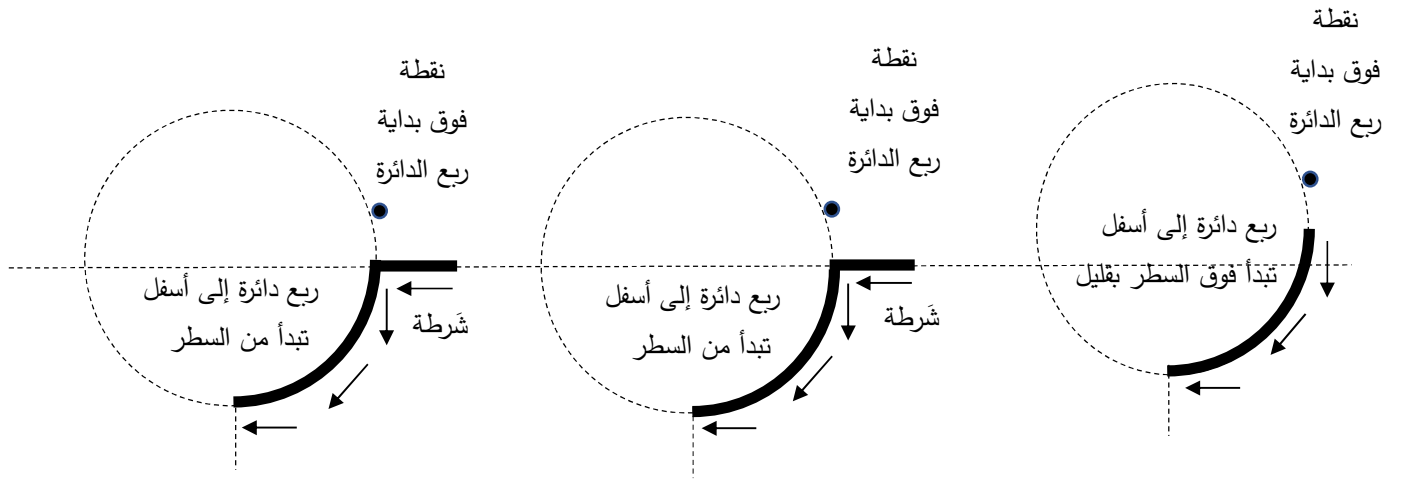 نقطة
فوق بداية
ربع الدائرة
ربع دائرة إلى أسفل
تبدأ فوق السطر بقليل
نقطة
فوق بداية
ربع الدائرة
ربع دائرة إلى أسفل
تبدأ من السطر
شَرطة
نقطة
فوق بداية
ربع الدائرة
ربع دائرة إلى أسفل
تبدأ من السطر
شَرطة